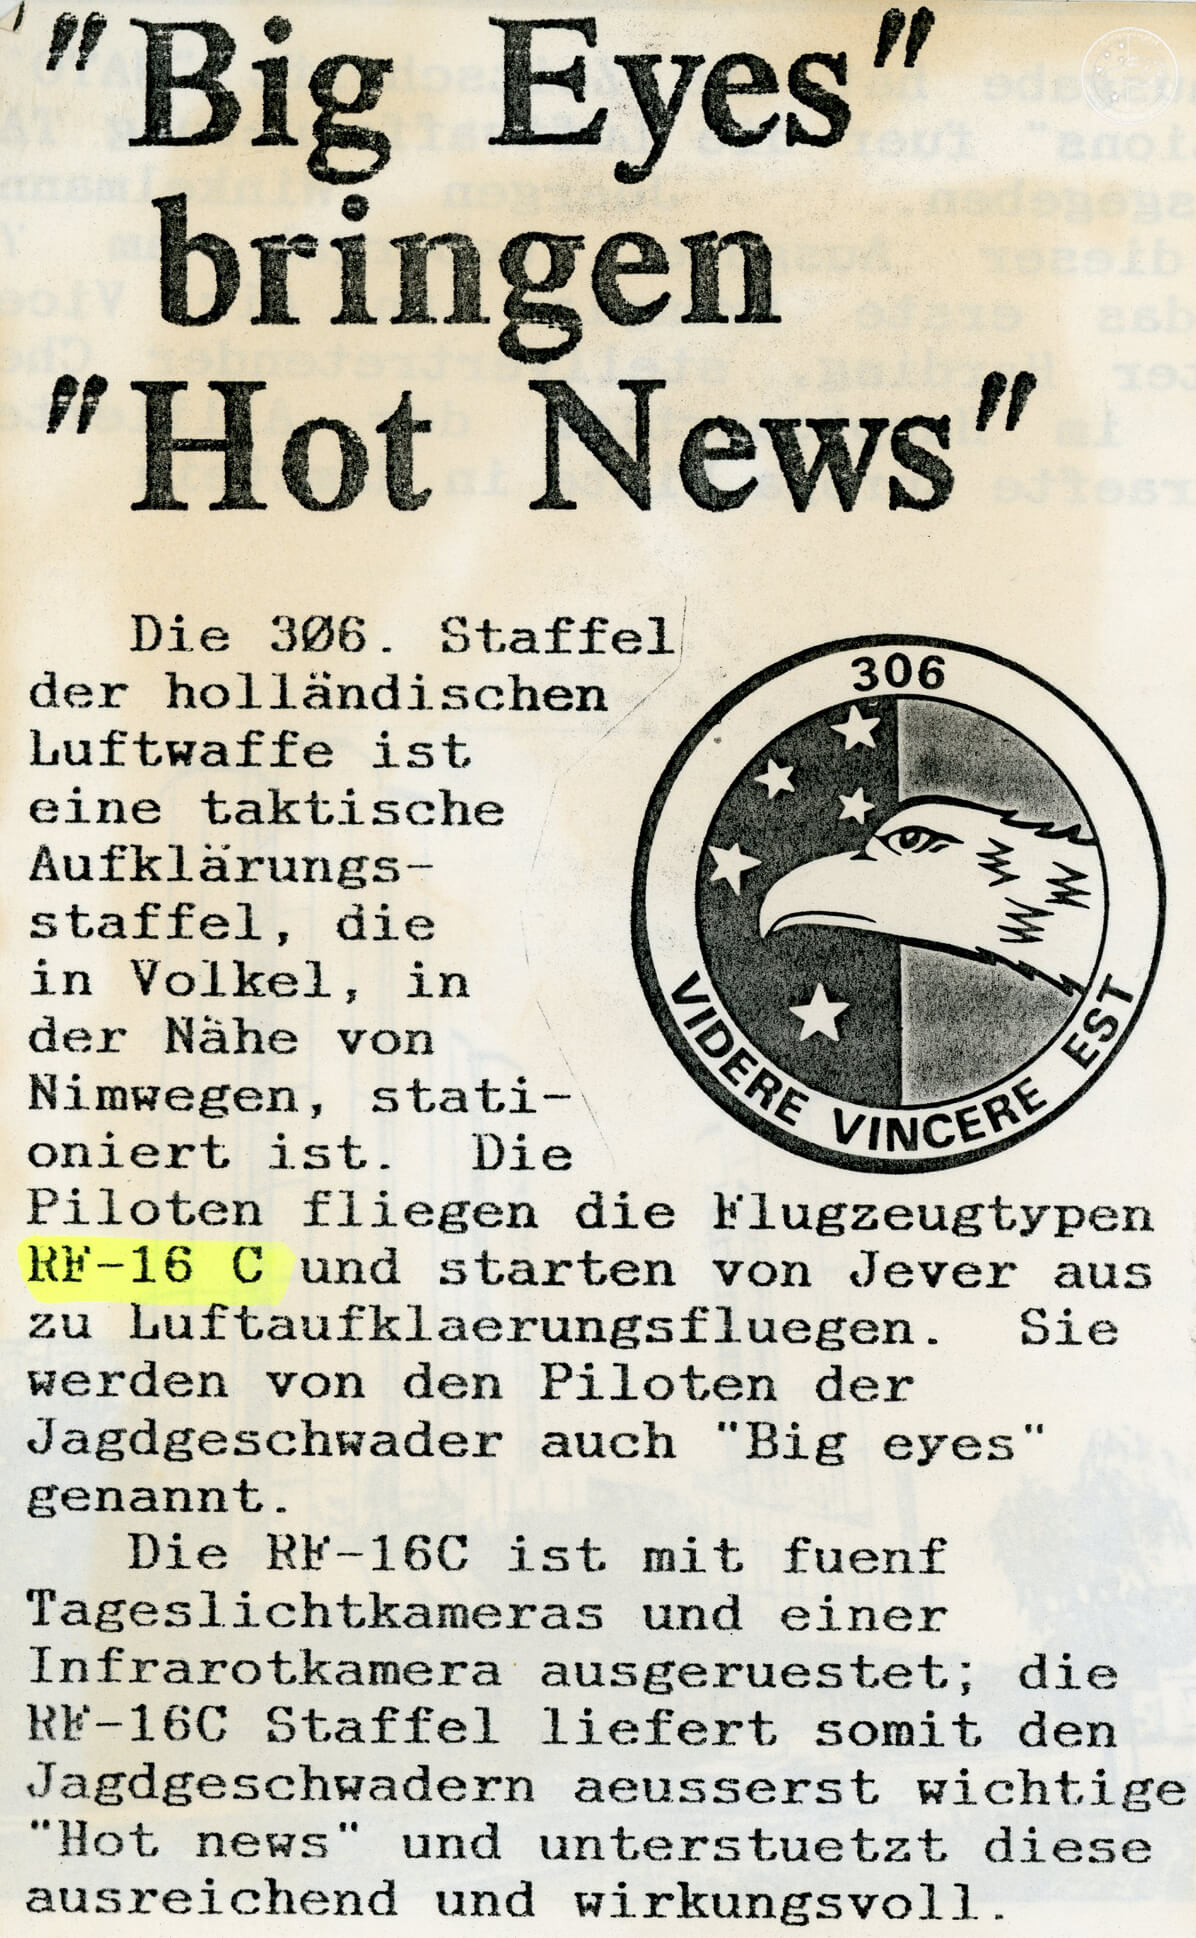 "Big Eyes"
bringen
"Hot News"
Die 306. Staffel
der holländischen
Luftwaffe ist
eine taktische
Aufklärungs-
staffel, die
in Volkel, in
der Nähe von
Nimwegen, stati-
oniert ist. Die
306
VIDERE VINCERE EST
Piloten fliegen die Flugzeugtypen
RF-16 C und starten von Jever aus
zu Luftaufklaerungsfluegen. Sie
werden von den Piloten der
Jagdgeschwader auch "Big eyes"
genannt.
Die RF-16C ist mit fuenf
Tageslichtkameras und einer
Infrarotkamera ausgeruestet; die
RF-16C Staffel liefert somit den
Jagdgeschwadern aeusserst wichtige
"Hot news" und unterstuetzt diese
ausreichend und wirkungsvoll.